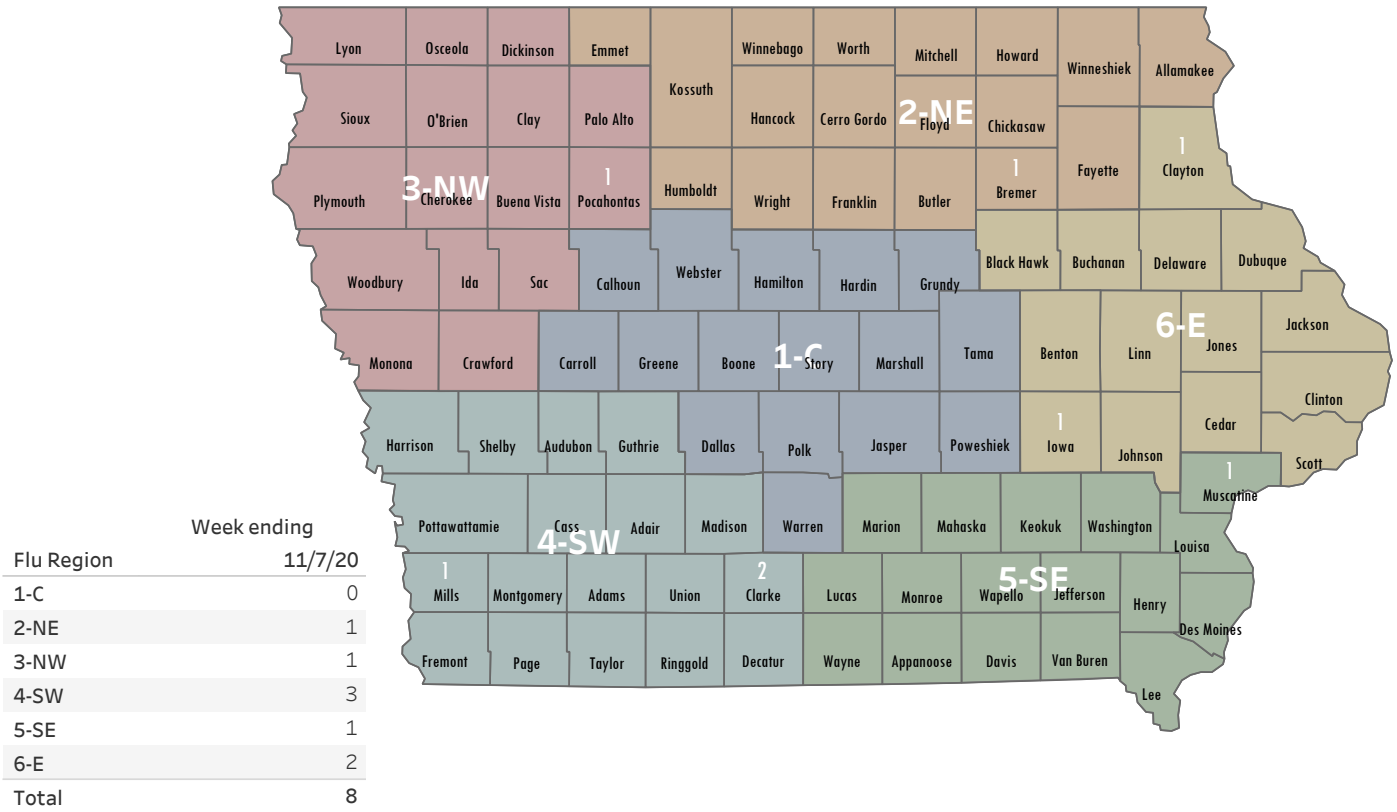 Lyon Osceola Dickinson Emmet Winnebago Worth Mitchell Howard
Winneshiek Allamakee
Kossuth
Sioux O'Brien Clay Palo Alto Hancock Cerro Gordo Floyd Chickasaw
2-NE
1 1 1
Plymouth Cherokee Buena Vista Pocahontas Humboldt Wright Franklin Butler Bremer Fayette Clayton
3-NW
Woodbury Ida Sac Calhoun Webster Hamilton Hardin Grundy Black Hawk Buchanan Delaware Dubuque
6-E
Monona Crawford Carroll Greene Boone Story Marshall Tama Benton Linn Jones Jackson
1-C
Clinton
1
Harrison Shelby Audubon Guthrie Dallas Polk Jasper Poweshiek Iowa Johnson Cedar Scott
1
Muscatine
Pottawattamie Cass Adair Madison Warren Marion Mahaska Keokuk Washington Louisa
4-SW
1 2
5-SE
Mills Montgomery Adams Union Clarke Lucas Monroe Wapello Jefferson Henry Des Moines
Fremont Page Taylor Ringgold Decatur Wayne Appanoose Davis Van Buren Lee
Week ending
Flu Region 11/7/20
1-C 0
2-NE 1
3-NW 1
4-SW 3
5-SE 1
6-E 2
Total 8